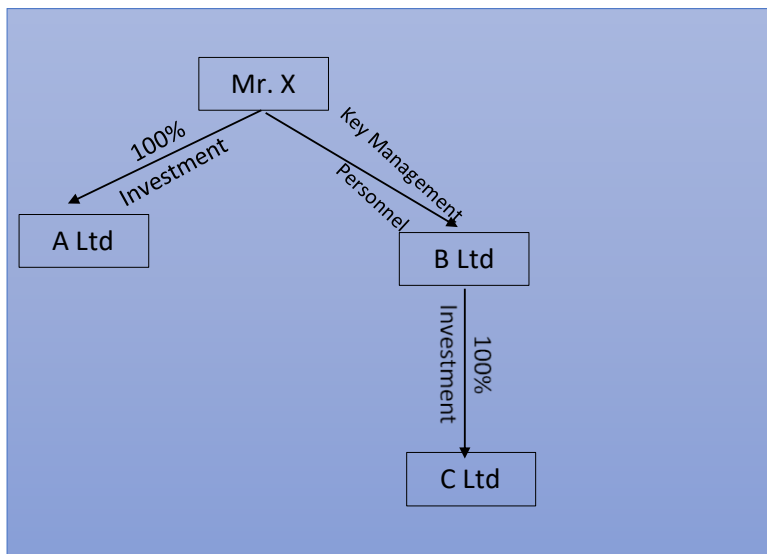 Mr. X
100%
Investment
Key Management
Personnel
A Ltd
B Ltd
100%
Investment
C Ltd